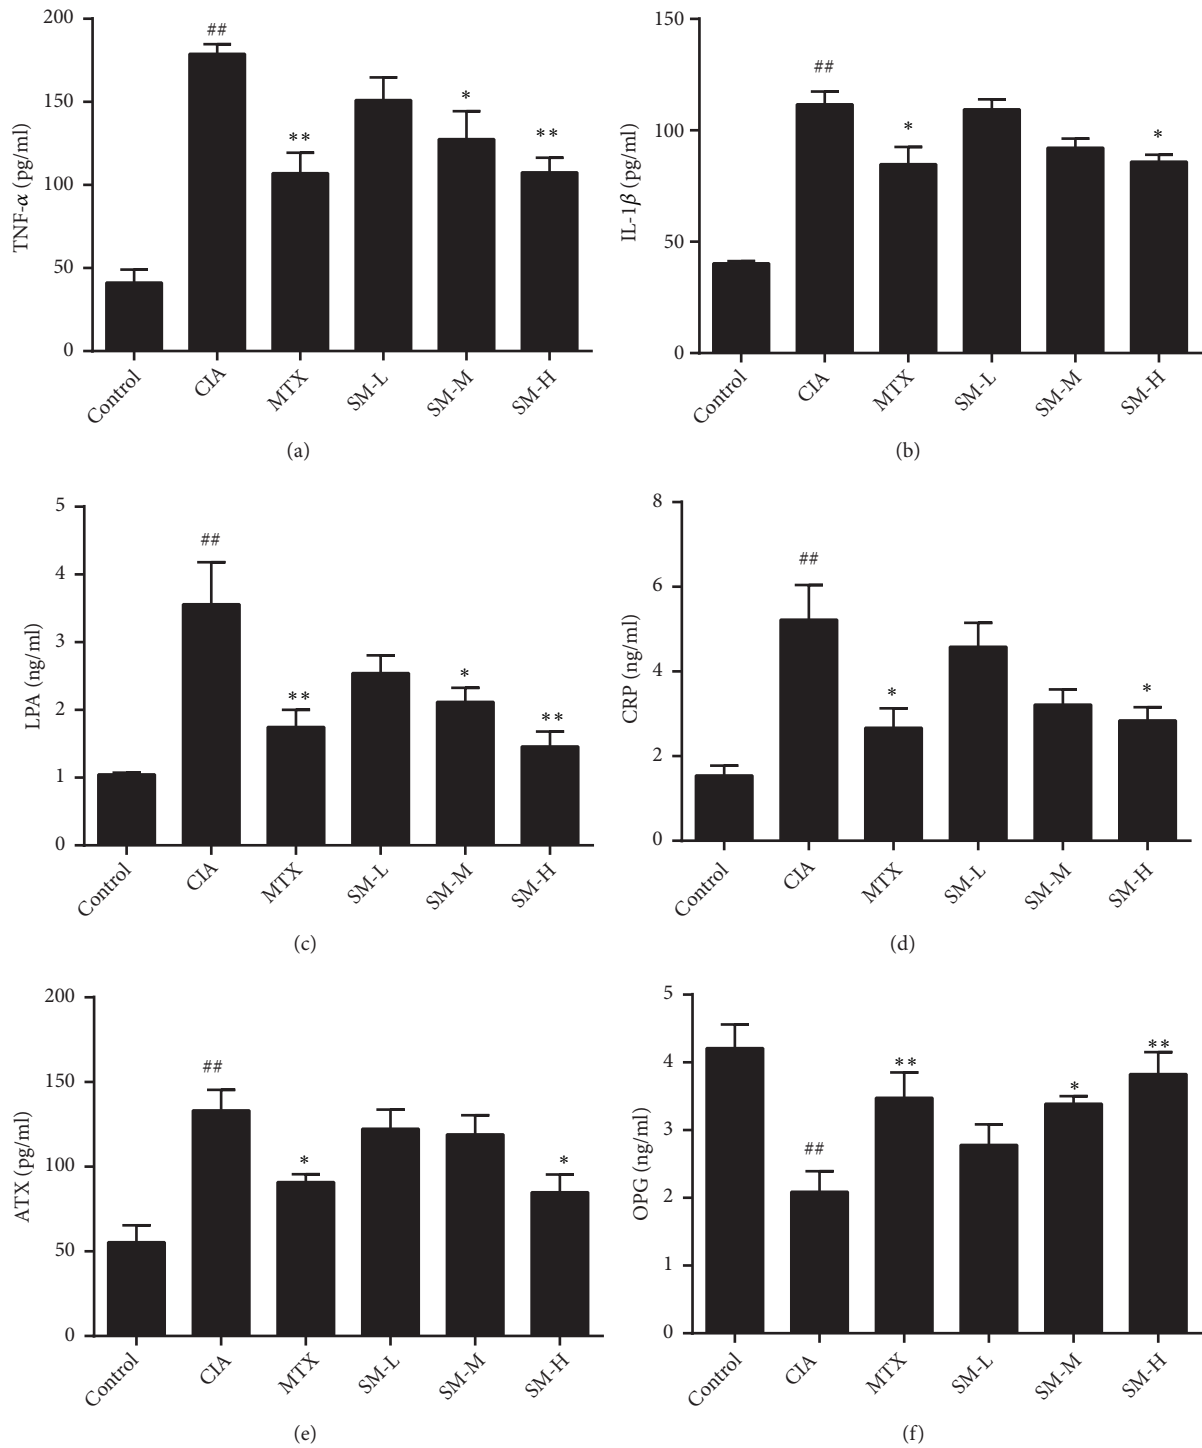 200
##
150
*
**
**
100
50
0
TNF-α (pg/ml)
Control
CIA
MTX
SM-L
SM-M
SM-H
(a)
150
##
*
*
100
50
0
IL-1β (pg/ml)
Control
CIA
MTX
SM-L
SM-M
SM-H
(b)
5
##
4
3
*
**
**
2
1
0
LPA (ng/ml)
Control
CIA
MTX
SM-L
SM-M
SM-H
(c)
8
##
6
4
*
*
2
0
CRP (ng/ml)
Control
CIA
MTX
SM-L
SM-M
SM-H
(d)
200
150
##
*
*
100
50
0
ATX (pg/ml)
Control
CIA
MTX
SM-L
SM-M
SM-H
(e)
5
**
**
4
*
3
##
2
1
0
OPG (ng/ml)
Control
CIA
MTX
SM-L
SM-M
SM-H
(f)